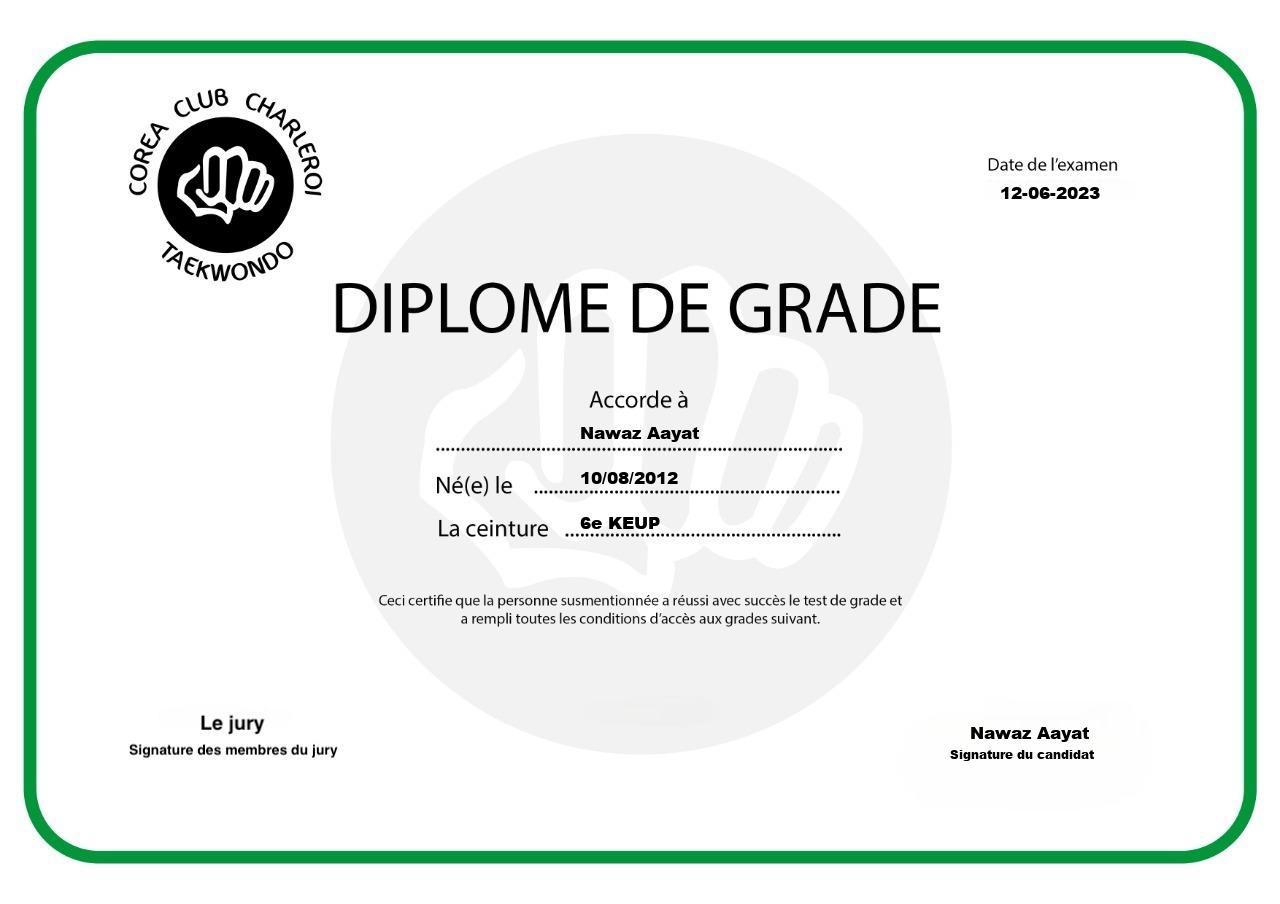 COREA CLUB CHARLEROI
TAEKWONDO
Date de l'examen
12-06-2023
DIPLOME DE GRADE
Accorde à
Nawaz Aayat
Né(e) le 10/08/2012
La ceinture 6e KEUP
Ceci certifie que la personne susmentionnée a réussi avec succès le test de grade et
a rempli toutes les conditions d'accès aux grades suivant.
Le jury
Signature des membres du jury
Nawaz Aayat
Signature du candidat